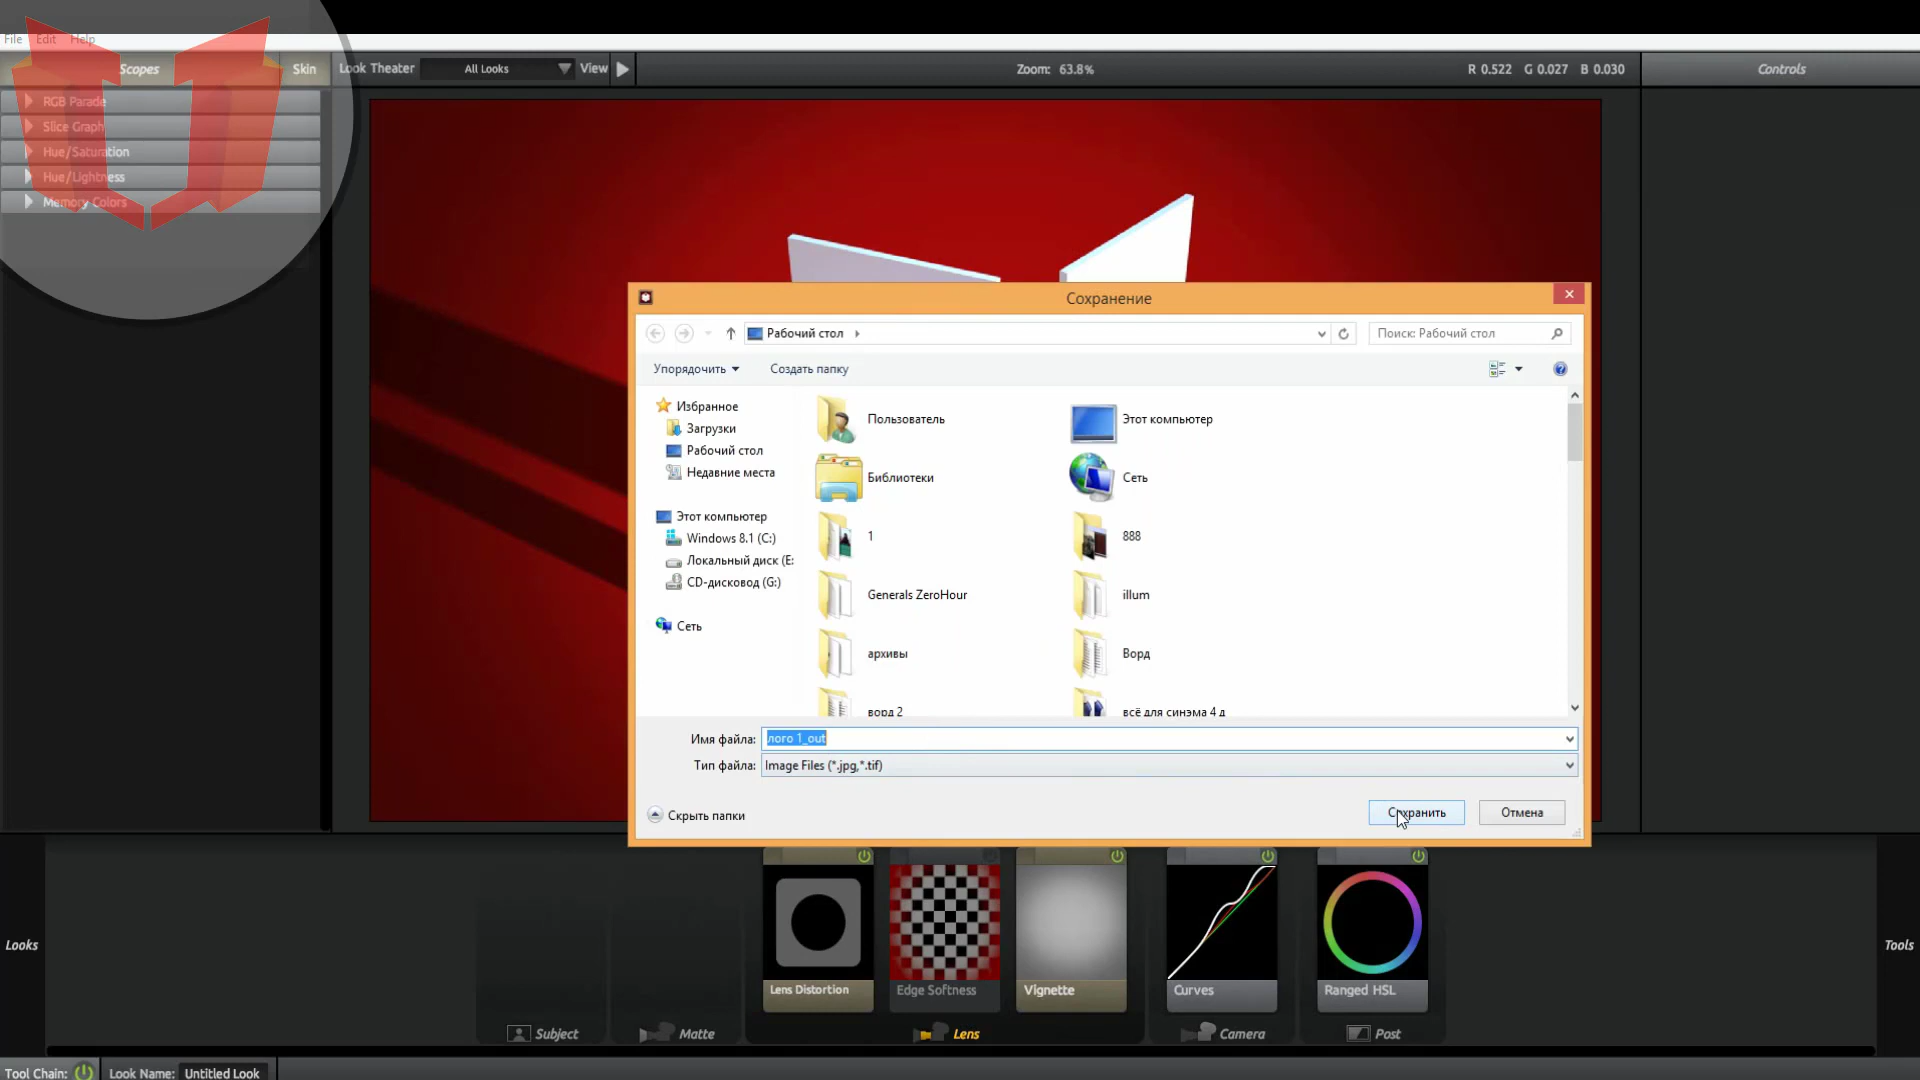 File Edit Help
Scopes
Skin
Look Theater
All Looks
View
Zoom: 63.8%
R 0.522 G 0.027 B 0.030
Controls
RGB Parade
Slice Graph
Hue/Saturation
Hue/Lightness
Memory Colors
Сохранение
Рабочий стол
Поиск: Рабочий стол
Упорядочить
Создать папку
Избранное
Загрузки
Рабочий стол
Недавние места
Этот компьютер
Windows 8.1 (C:)
Локальный диск (E:
CD-дисковод (G:)
Сеть
Пользователь
Этот компьютер
Библиотеки
Сеть
1
888
Generals ZeroHour
illum
архивы
Ворд
ворд 2
всё для синэма 4 д
Имя файла: лого 1_out
Тип файла: Image Files (*.jpg,*.tif)
Скрыть папки
Сохранить
Отмена
Looks
Lens Distortion
Edge Softness
Vignette
Curves
Ranged HSL
Tools
Subject
Matte
Lens
Camera
Post
Tool Chain:
Look Name: Untitled Look